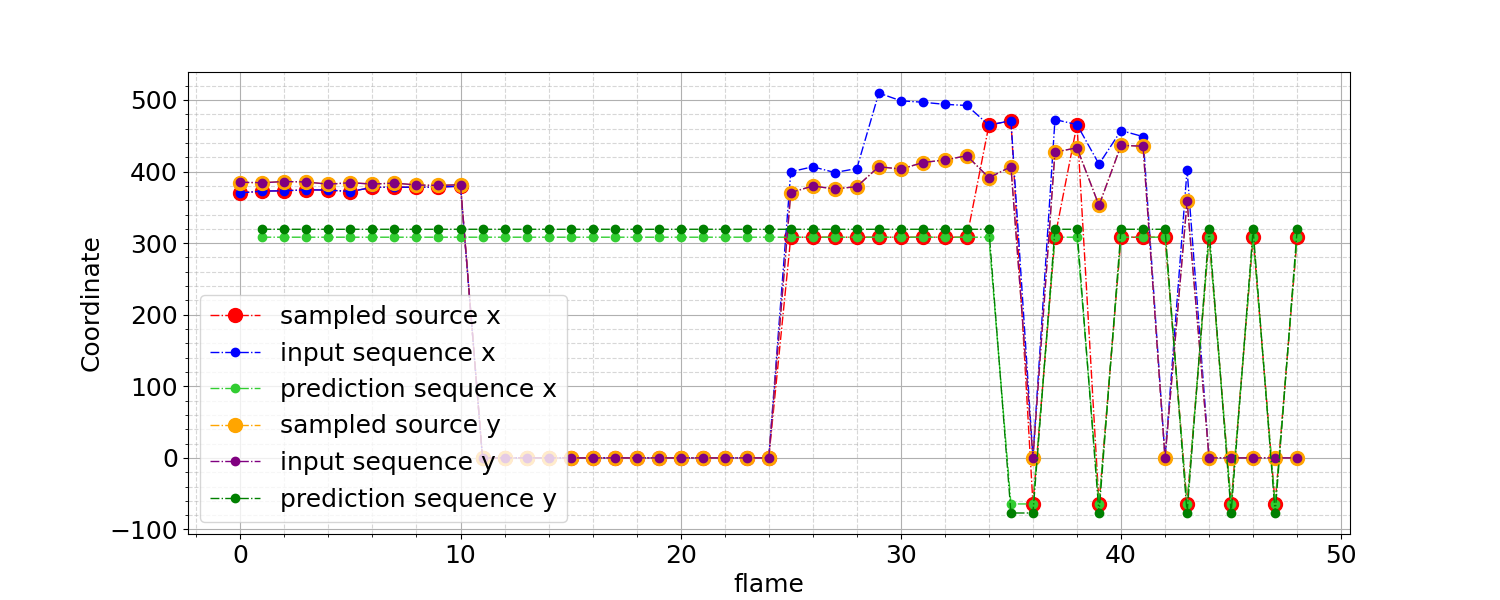 500
400
300
200
100
0
−100
Coordinate
sampled source x
input sequence x
prediction sequence x
sampled source y
input sequence y
prediction sequence y
0 10 20 30 40 50
flame